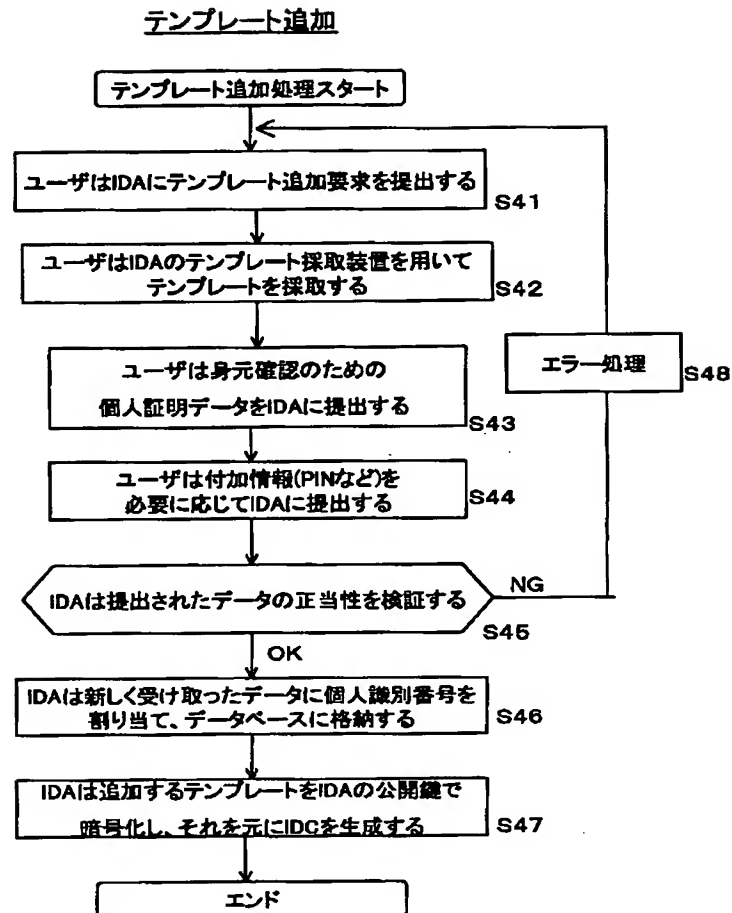 テンプレート追加
テンプレート追加処理スタート
ユーザはIDAにテンプレート追加要求を提出する
S41
ユーザはIDAのテンプレート採取装置を用いて
テンプレートを採取する
S42
ユーザは身元確認のための
個人証明データをIDAに提出する
S43
ユーザは付加情報(PINなど)を
必要に応じてIDAに提出する
S44
IDAは提出されたデータの正当性を検証する
S45
NG
エラー処理
S48
OK
IDAは新しく受け取ったデータに個人識別番号を
割り当て、データベースに格納する
S46
IDAは追加するテンプレートをIDAの公開鍵で
暗号化し、それを元にIDCを生成する
S47
エンド